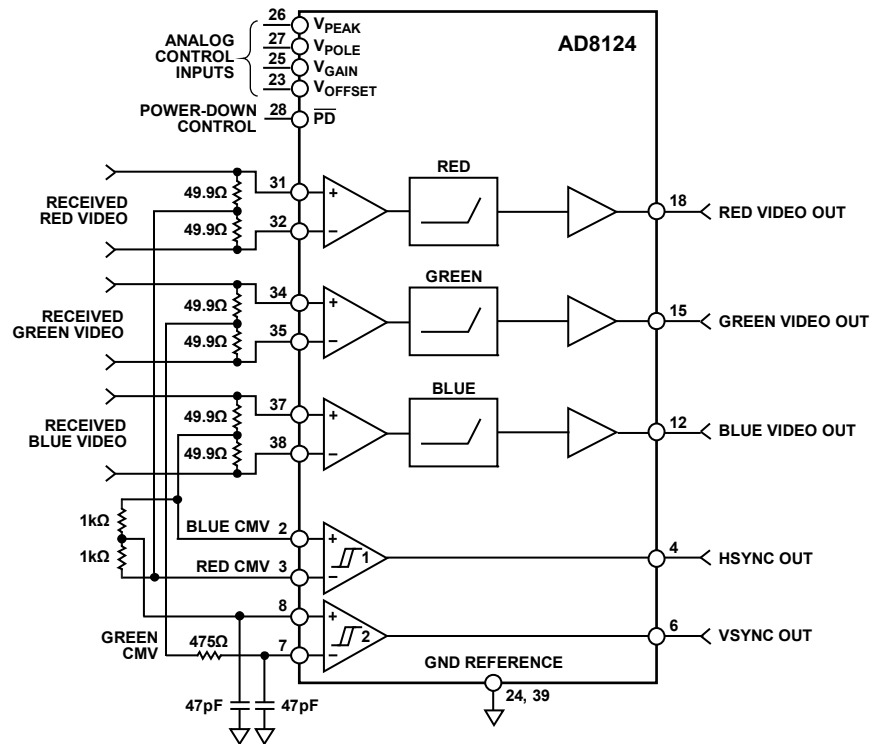 26
V_PEAK
27
V_POLE
25
V_GAIN
23
V_OFFSET
ANALOG
CONTROL
INPUTS
28
PD
POWER-DOWN
CONTROL
AD8124
RED
31
+
32
−
49.9Ω
49.9Ω
RECEIVED
RED VIDEO
18
RED VIDEO OUT
GREEN
34
+
35
−
49.9Ω
49.9Ω
RECEIVED
GREEN VIDEO
15
GREEN VIDEO OUT
BLUE
37
+
38
−
49.9Ω
49.9Ω
RECEIVED
BLUE VIDEO
12
BLUE VIDEO OUT
1kΩ
1kΩ
BLUE CMV
2
+
1
RED CMV
3
−
4
HSYNC OUT
8
+
2
7
−
6
VSYNC OUT
GREEN
CMV
475Ω
GND REFERENCE
24, 39
47pF
47pF